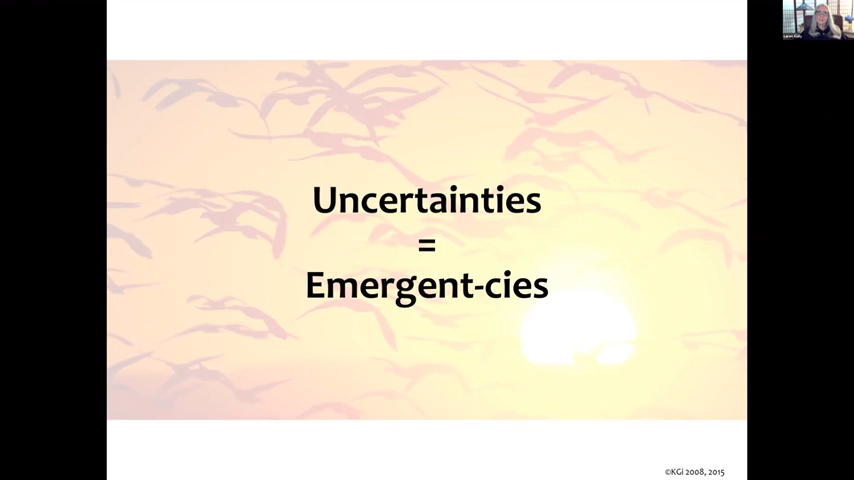 Uncertainties
=
Emergent-cies
©KGi 2008, 2015